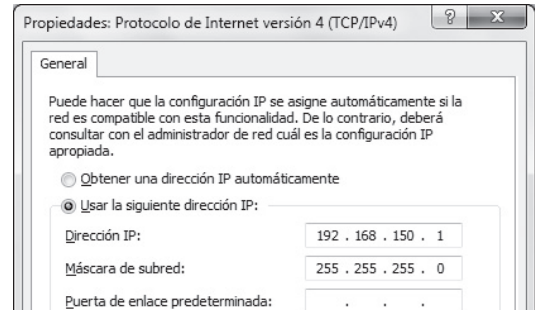 Propiedades: Protocolo de Internet versión 4 (TCP/IPv4)
? X
General
Puede hacer que la configuración IP se asigne automáticamente si la
red es compatible con esta funcionalidad. De lo contrario, deberá
consultar con el administrador de red cuál es la configuración IP
apropiada.
Obtener una dirección IP automáticamente
Usar la siguiente dirección IP:
Dirección IP: 192 . 168 . 150 . 1
Máscara de subred: 255 . 255 . 255 . 0
Puerta de enlace predeterminada: . . .